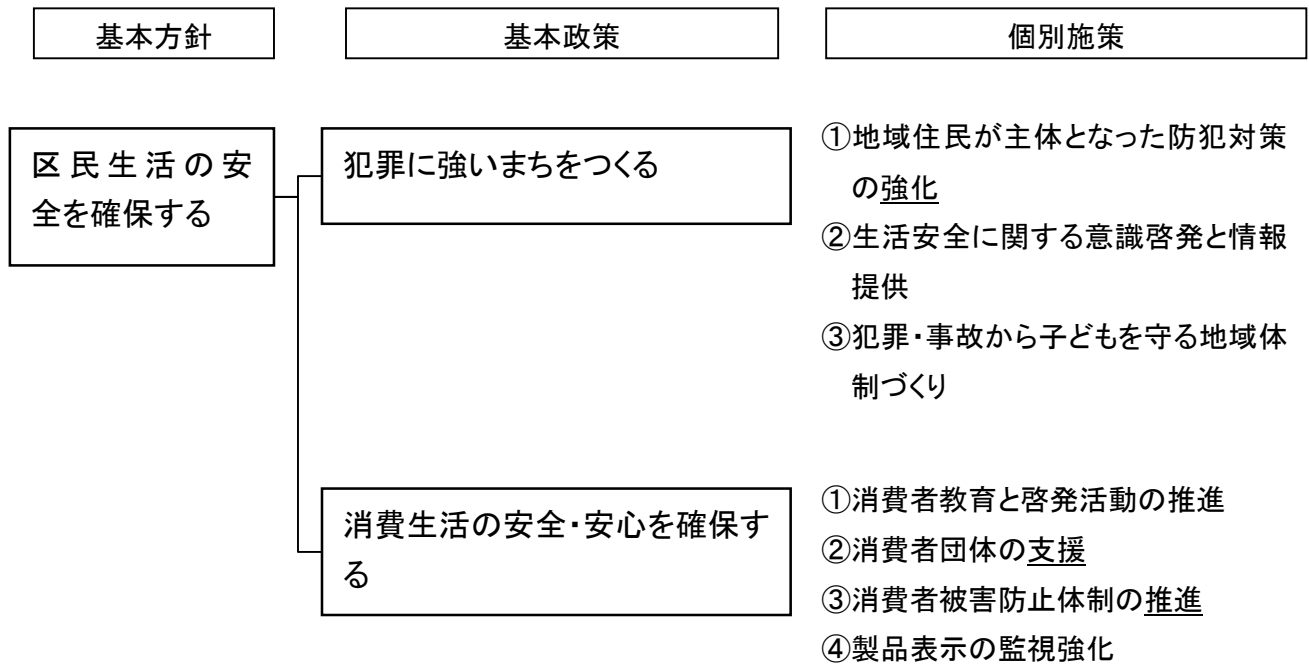 基本方針
基本政策
個別施策
区民生活の安
全を確保する
犯罪に強いまちをつくる
①地域住民が主体となった防犯対策
の強化
②生活安全に関する意識啓発と情報
提供
③犯罪・事故から子どもを守る地域体
制づくり
消費生活の安全・安心を確保す
る
①消費者教育と啓発活動の推進
②消費者団体の支援
③消費者被害防止体制の推進
④製品表示の監視強化